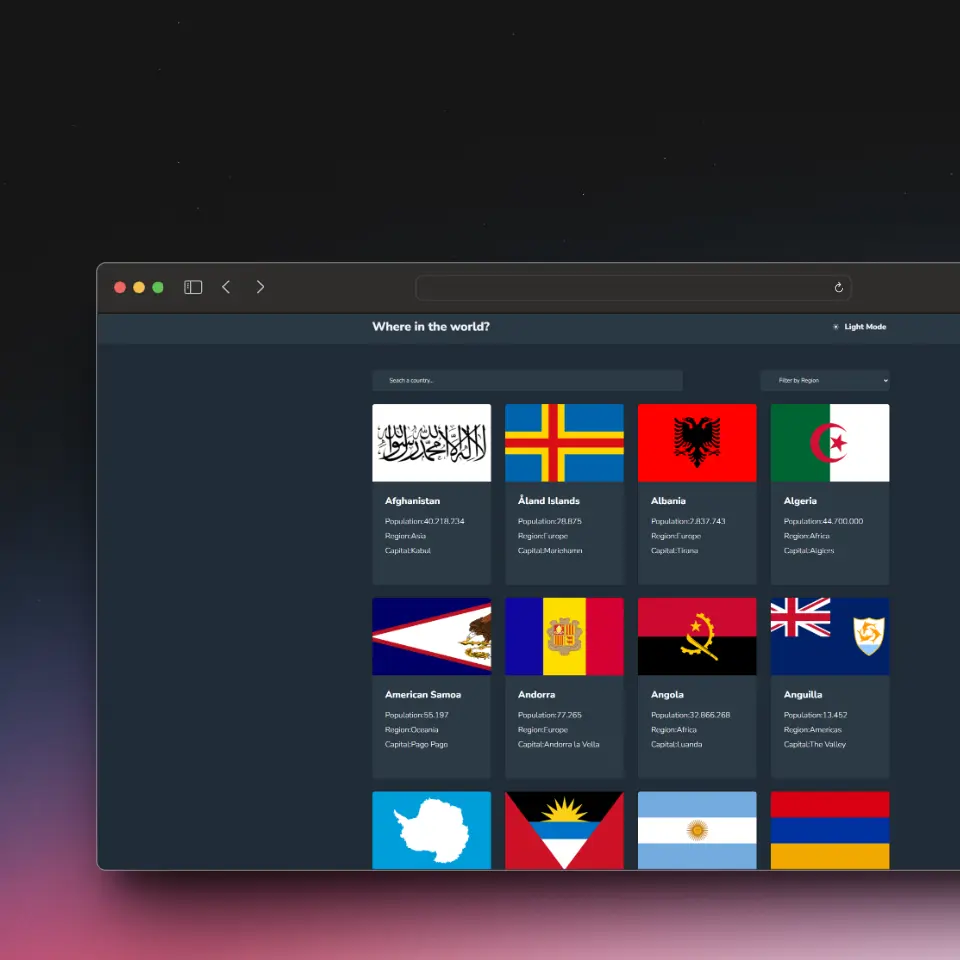 Where in the world?
Light Mode
Seach a country...
Filter by Region
لا إله إلا الله محمد رسول الله
Afghanistan
Population:40.218.234
Region:Asia
Capital:Kabul
Åland Islands
Population:28.875
Region:Europe
Capital:Mariehamn
Albania
Population:2.837.743
Region:Europe
Capital:Tirana
Algeria
Population:44.700.000
Region:Africa
Capital:Algiers
American Samoa
Population:55.197
Region:Oceania
Capital:Pago Pago
Andorra
Population:77.265
Region:Europe
Capital:Andorra la Vella
Angola
Population:32.866.268
Region:Africa
Capital:Luanda
Anguilla
Population:13.452
Region:Americas
Capital:The Valley